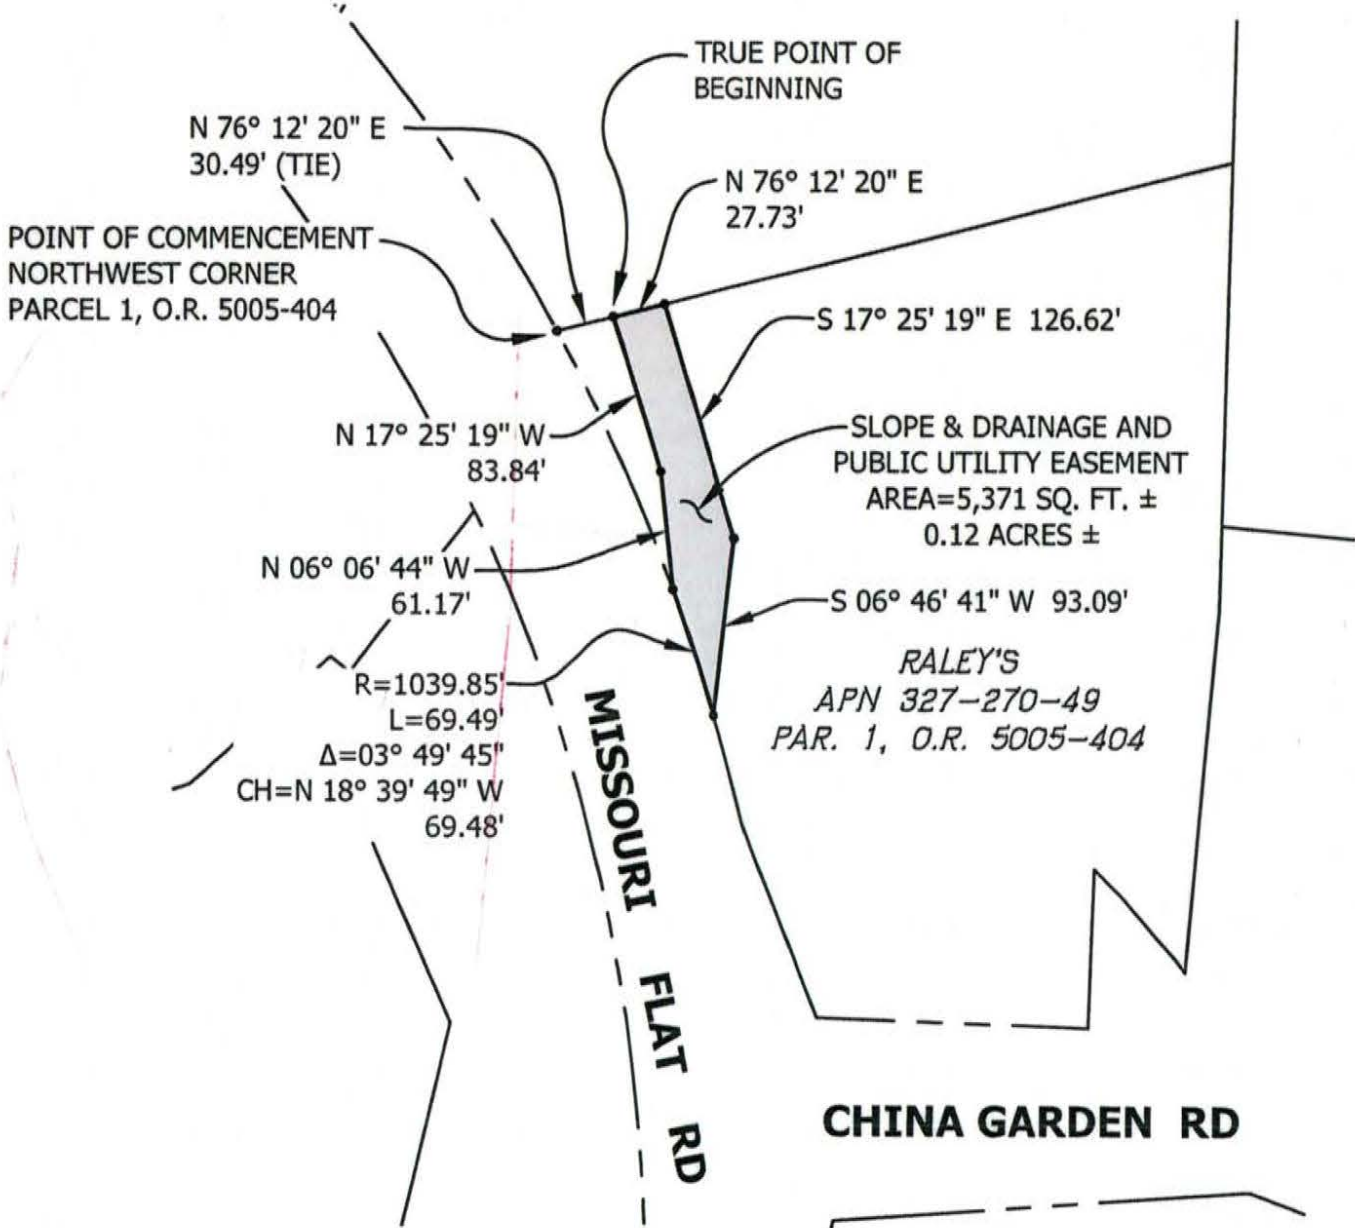 TRUE POINT OF
BEGINNING
N 76° 12' 20" E
30.49' (TIE)
N 76° 12' 20" E
27.73'
POINT OF COMMENCEMENT
NORTHWEST CORNER
PARCEL 1, O.R. 5005-404
S 17° 25' 19" E 126.62'
N 17° 25' 19" W
83.84'
SLOPE & DRAINAGE AND
PUBLIC UTILITY EASEMENT
AREA=5,371 SQ. FT. ±
0.12 ACRES ±
N 06° 06' 44" W
61.17'
S 06° 46' 41" W 93.09'
RALEY'S
APN 327-270-49
PAR. 1, O.R. 5005-404
R=1039.85'
L=69.49'
Δ=03° 49' 45"
CH=N 18° 39' 49" W
69.48'
MISSOURI FLAT RD
CHINA GARDEN RD